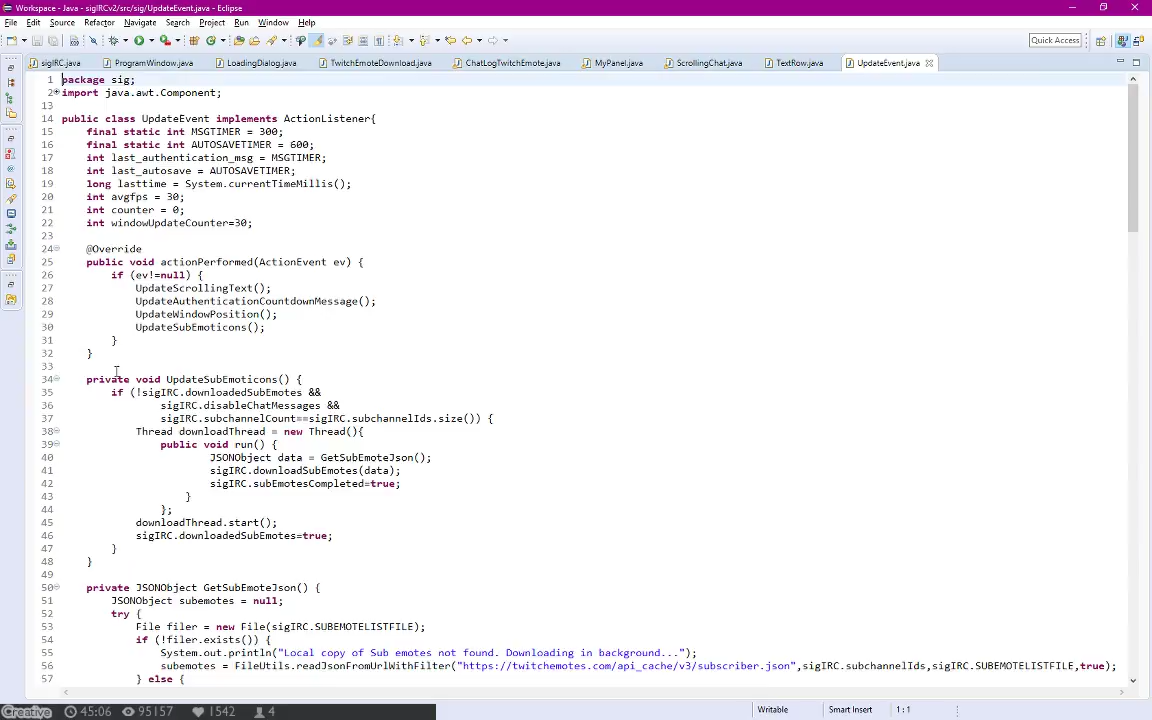 Workspace - Java - sigIRCv2/src/sig/UpdateEvent.java - Eclipse
File Edit Source Refactor Navigate Search Project Run Window Help
Quick Access
sigIRC.java ProgramWindow.java LoadingDialog.java TwitchEmoteDownload.java ChatLogTwitchEmote.java MyPanel.java ScrollingChat.java TextRow.java UpdateEvent.java
1 package sig;
2 import java.awt.Component;
13
14 public class UpdateEvent implements ActionListener{
15 final static int MSGTIMER = 300;
16 final static int AUTOSAVETIMER = 600;
17 int last_authentication_msg = MSGTIMER;
18 int last_autosave = AUTOSAVETIMER;
19 long lasttime = System.currentTimeMillis();
20 int avgfps = 30;
21 int counter = 0;
22 int windowUpdateCounter=30;
23
24 @Override
25 public void actionPerformed(ActionEvent ev) {
26 if (ev!=null) {
27 UpdateScrollingText();
28 UpdateAuthenticationCountdownMessage();
29 UpdateWindowPosition();
30 UpdateSubEmoticons();
31 }
32 }
33
34 private void UpdateSubEmoticons() {
35 if (!sigIRC.downloadedSubEmotes &&
36 sigIRC.disableChatMessages &&
37 sigIRC.subchannelCount==sigIRC.subchannelIds.size()) {
38 Thread downloadThread = new Thread(){
39 public void run() {
40 JSONObject data = GetSubEmoteJson();
41 sigIRC.downloadSubEmotes(data);
42 sigIRC.subEmotesCompleted=true;
43 }
44 };
45 downloadThread.start();
46 sigIRC.downloadedSubEmotes=true;
47 }
48 }
49
50 private JSONObject GetSubEmoteJson() {
51 JSONObject subemotes = null;
52 try {
53 File filer = new File(sigIRC.SUBEMOTELISTFILE);
54 if (!filer.exists()) {
55 System.out.println("Local copy of Sub emotes not found. Downloading in background...");
56 subemotes = FileUtils.readJsonFromUrlWithFilter("https://twitchemotes.com/api_cache/v3/subscriber.json",sigIRC.subchannelIds,sigIRC.SUBEMOTELISTFILE,true);
57 } else {
Creative 45:06 95157 1542 4
Writable Smart Insert 1 : 1